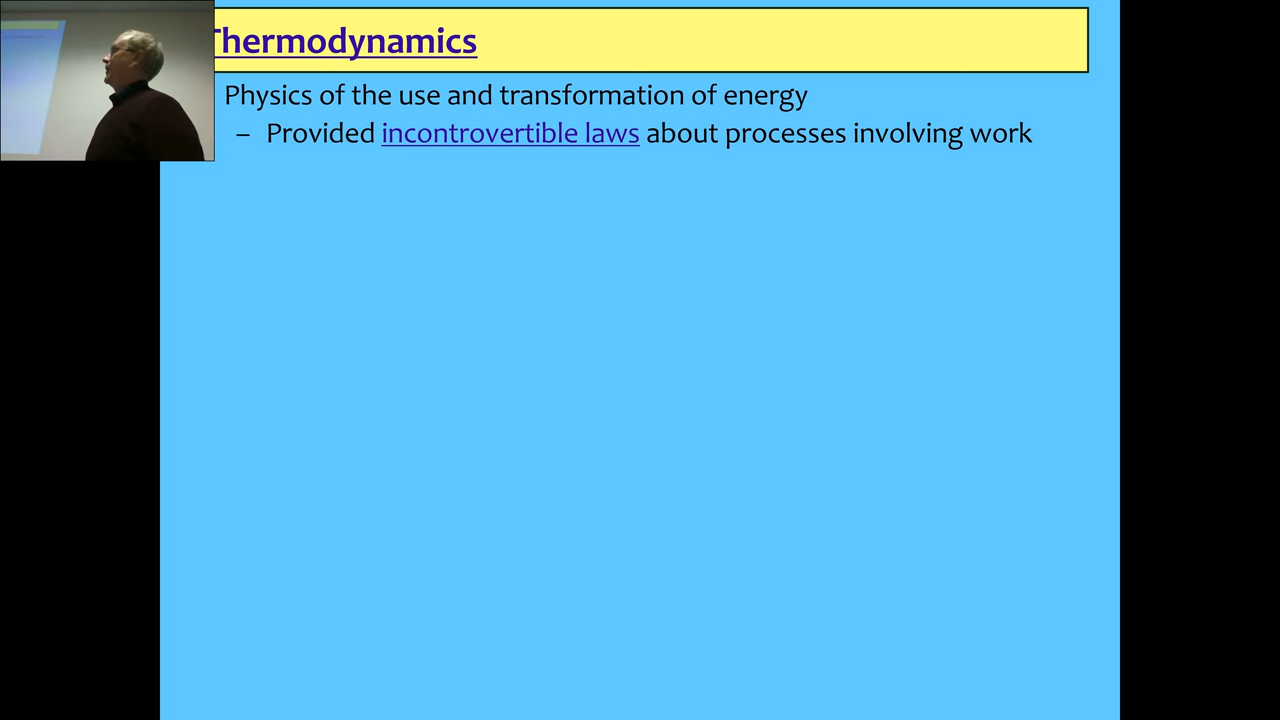 Thermodynamics
Physics of the use and transformation of energy
– Provided incontrovertible laws about processes involving work